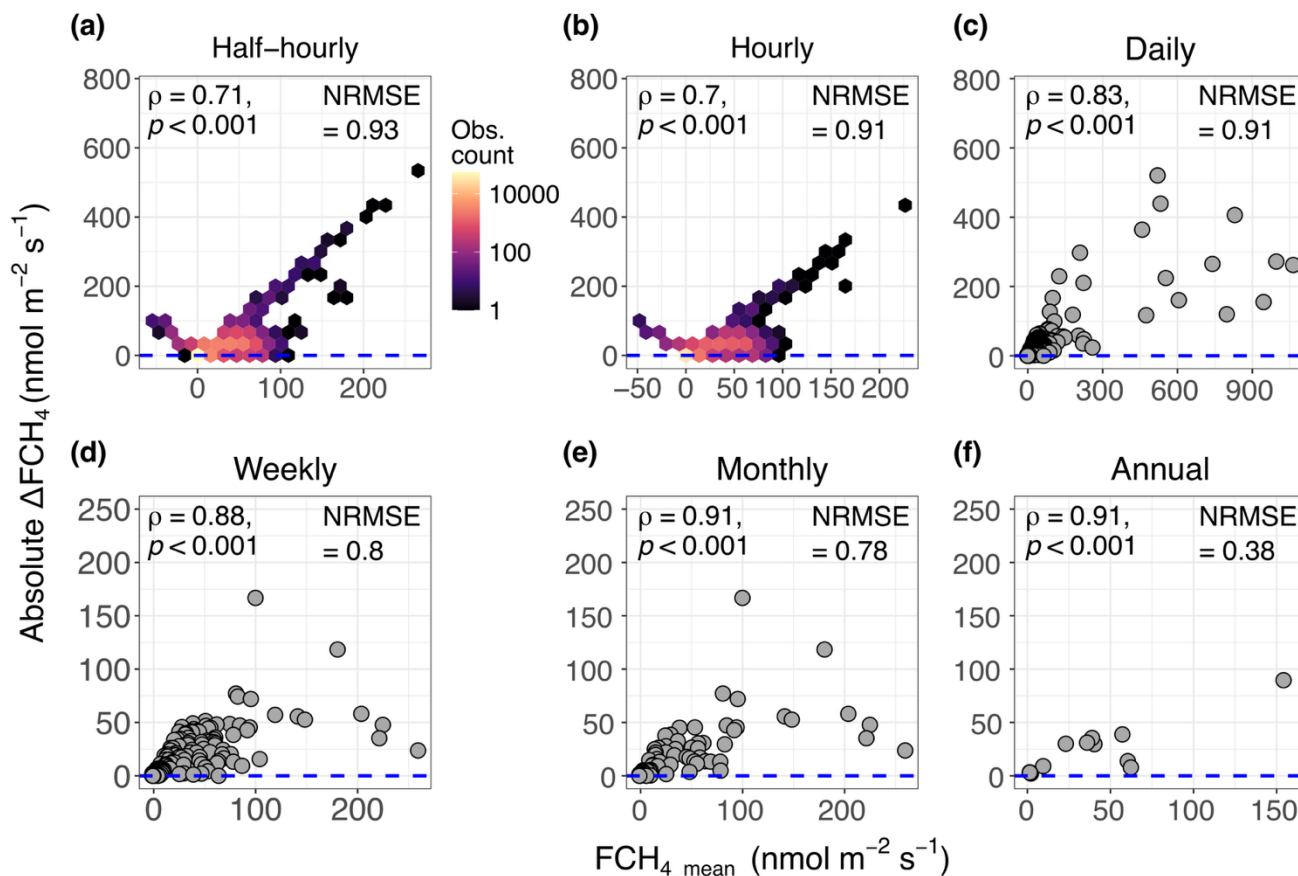 (a)
Half-hourly
ρ = 0.71,
p < 0.001
NRMSE
= 0.93
800
600
400
200
0
0
100
200
Obs.
count
10000
100
1
(b)
Hourly
ρ = 0.7,
p < 0.001
NRMSE
= 0.91
800
600
400
200
0
−50
0
50
100
150
200
(c)
Daily
ρ = 0.83,
p < 0.001
NRMSE
= 0.91
800
600
400
200
0
0
300
600
900
Absolute ΔFCH₄ (nmol m⁻² s⁻¹)
(d)
Weekly
ρ = 0.88,
p < 0.001
NRMSE
= 0.8
250
200
150
100
50
0
0
100
200
(e)
Monthly
ρ = 0.91,
p < 0.001
NRMSE
= 0.78
250
200
150
100
50
0
0
100
200
(f)
Annual
ρ = 0.91,
p < 0.001
NRMSE
= 0.38
250
200
150
100
50
0
0
50
100
150
FCH₄ mean (nmol m⁻² s⁻¹)